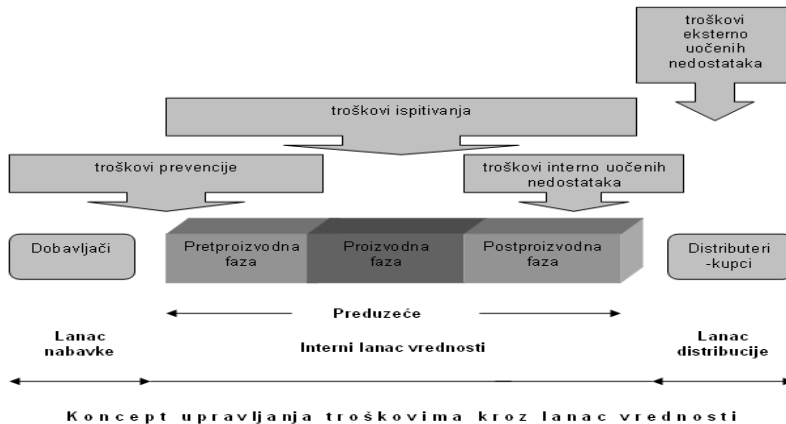 troškovi
eksterno
uočenih
nedostataka
troškovi ispitivanja
troškovi prevencije
troškovi interno uočenih
nedostataka
Dobavljači
Pretproizvodna
faza
Proizvodna
faza
Postproizvodna
faza
Distributeri
-kupci
Preduzeće
Lanac
nabavke
Interni lanac vrednosti
Lanac
distribucije
Koncept upravljanja troškovima kroz lanac vrednosti